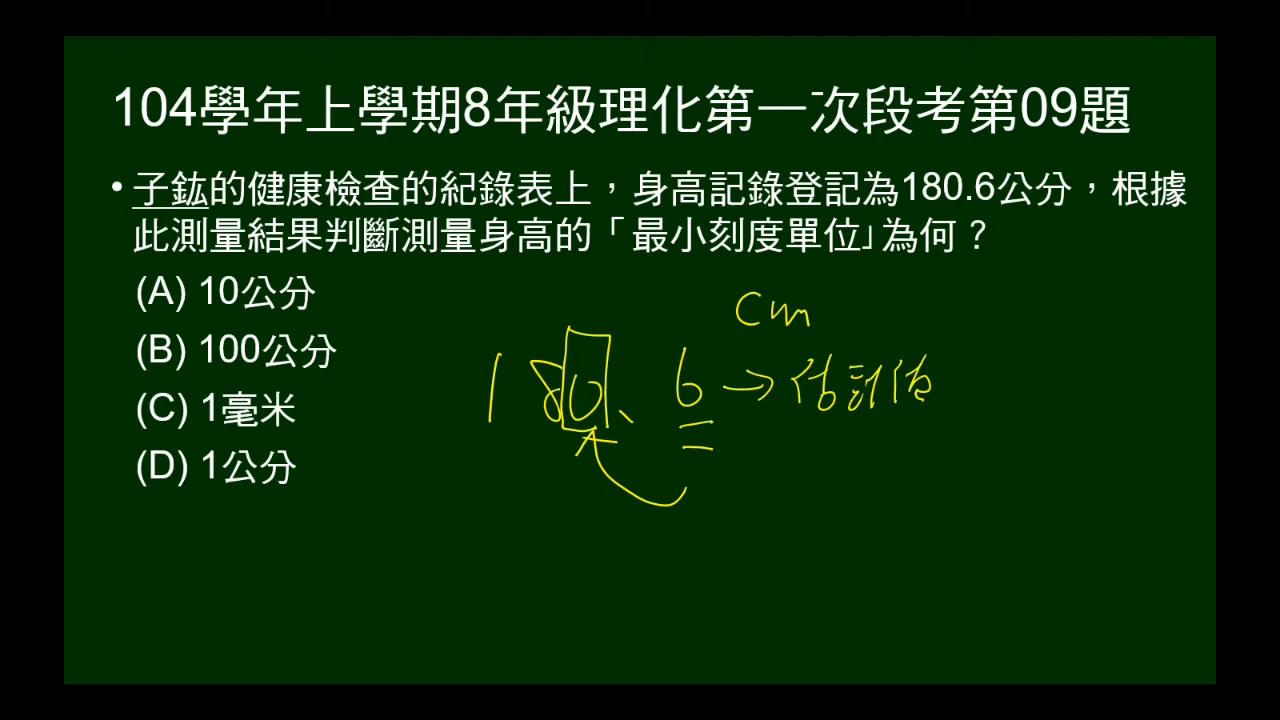 104學年上學期8年級理化第一次段考第09題
• 子鈜的健康檢查的紀錄表上，身高記錄登記為180.6公分，根據
此測量結果判斷測量身高的「最小刻度單位」為何？
(A) 10公分
(B) 100公分
(C) 1毫米
(D) 1公分
cm
180.6 → 估計值